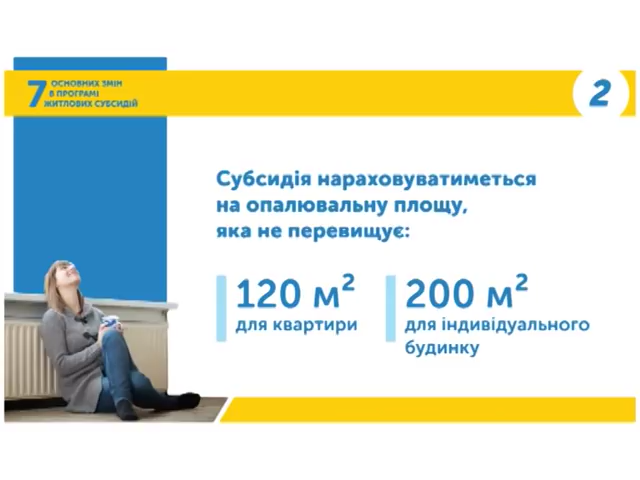 7 ОСНОВНИХ ЗМІН
В ПРОГРАМІ
ЖИТЛОВИХ СУБСИДІЙ
2
Субсидія нараховуватиметься
на опалювальну площу,
яка не перевищує:
120 м²
для квартири
200 м²
для індивідуального
будинку